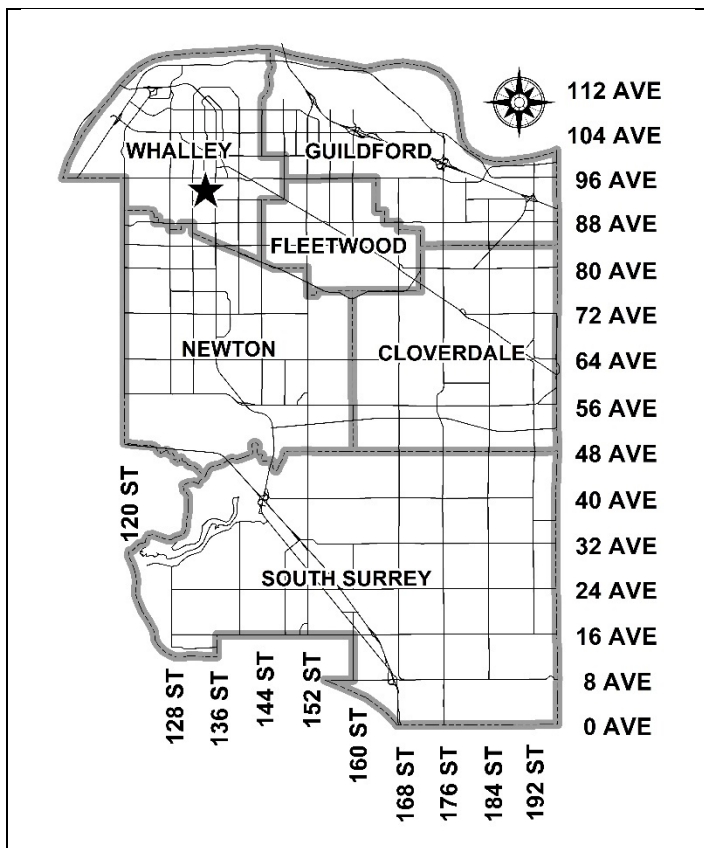 112 AVE
104 AVE
WHALLEY
GUILDFORD
96 AVE
88 AVE
FLEETWOOD
80 AVE
72 AVE
NEWTON
CLOVERDALE
64 AVE
56 AVE
48 AVE
120 ST
40 AVE
32 AVE
SOUTH SURREY
24 AVE
16 AVE
128 ST
136 ST
144 ST
152 ST
8 AVE
160 ST
0 AVE
168 ST
176 ST
184 ST
192 ST